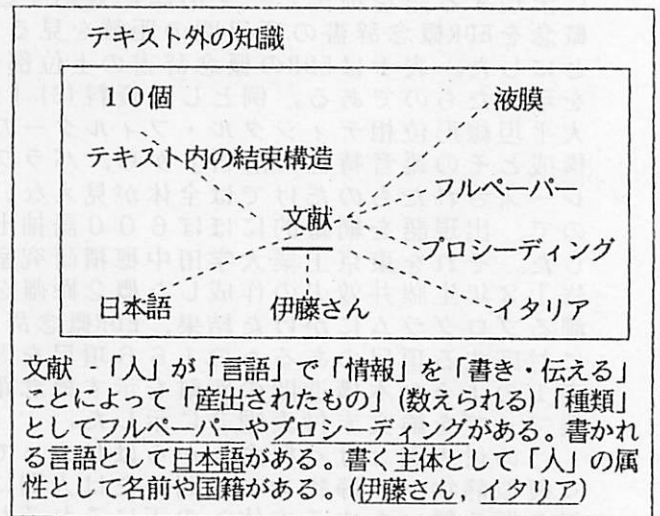 テキスト外の知識
10個
液膜
テキスト内の結束構造
フルペーパー
文献
プロシーディング
日本語
伊藤さん
イタリア
文献 - 「人」が「言語」で「情報」を「書き・伝える」
ことによって「産出されたもの」(数えられる)「種類」
としてフルペーパーやプロシーディングがある。書かれ
る言語として日本語がある。書く主体として「人」の属
性として名前や国籍がある。(伊藤さん, イタリア)